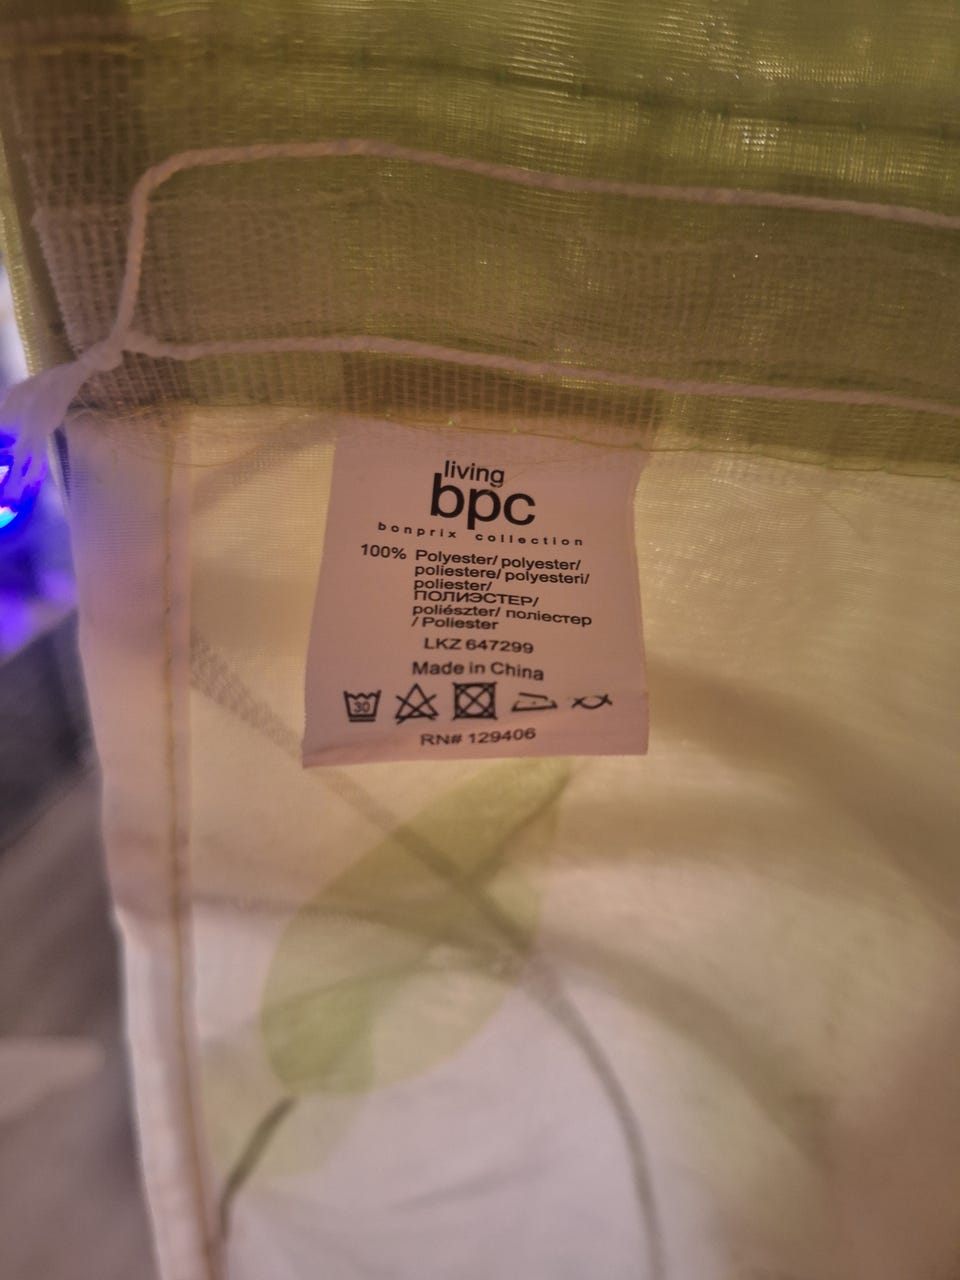 living
bpc
bonprix collection
100% Polyester/ polyester/
poliestere/ polyesteri/
poliester/
ПОЛИЭСТЕР/
poliészter/ поліестер
/ Poliester
LKZ 647299
Made in China
30
RN# 129406